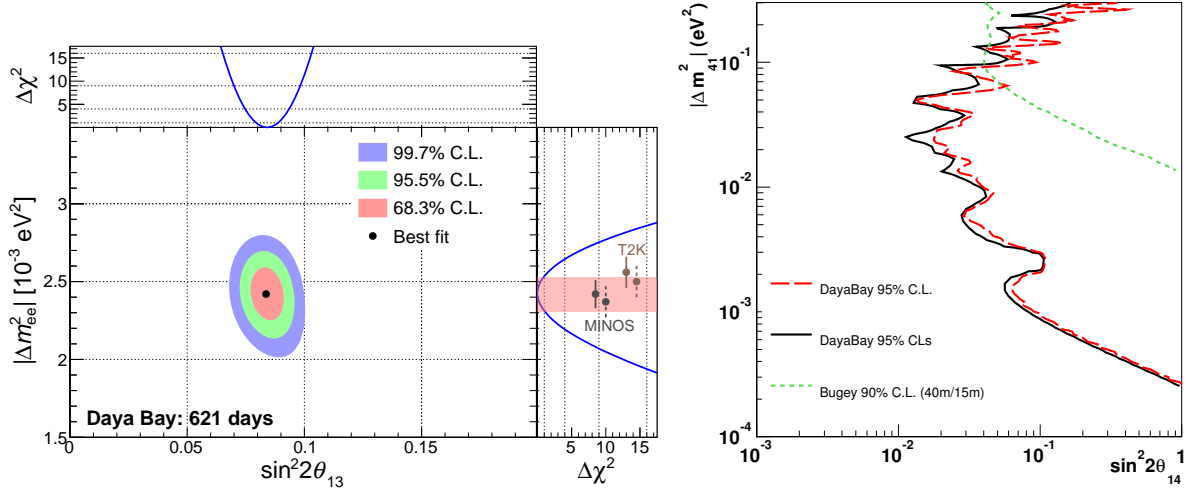 Δχ²
15
10
5
99.7% C.L.
95.5% C.L.
68.3% C.L.
Best fit
|Δm²ee| [10⁻³ eV²]
3
2.5
2
1.5
T2K
MINOS
Daya Bay: 621 days
0 0.05 0.1 0.15
sin²2θ13
5 10 15
Δχ²
|Δ m²41| (eV²)
10⁻¹
10⁻²
10⁻³
10⁻⁴
DayaBay 95% C.L.
DayaBay 95% CLs
Bugey 90% C.L. (40m/15m)
10⁻³ 10⁻² 10⁻¹ 1
sin²2θ14